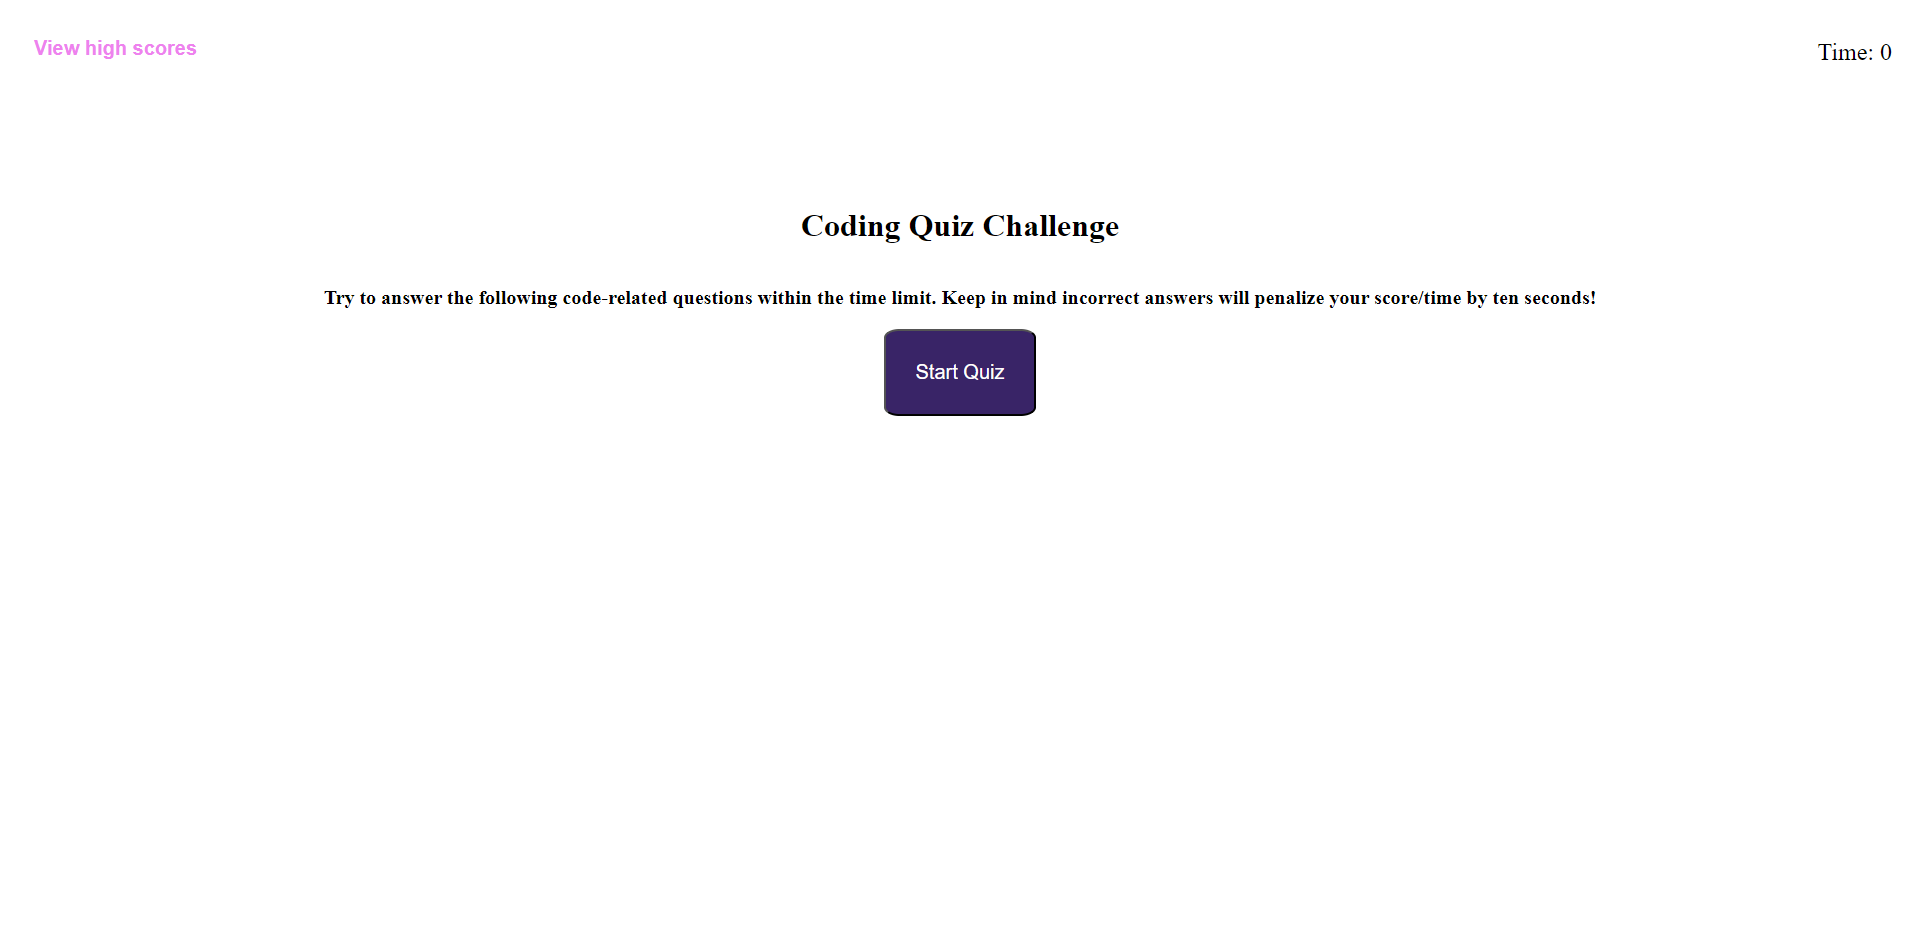 View high scores
Time: 0
Coding Quiz Challenge
Try to answer the following code-related questions within the time limit. Keep in mind incorrect answers will penalize your score/time by ten seconds!
Start Quiz